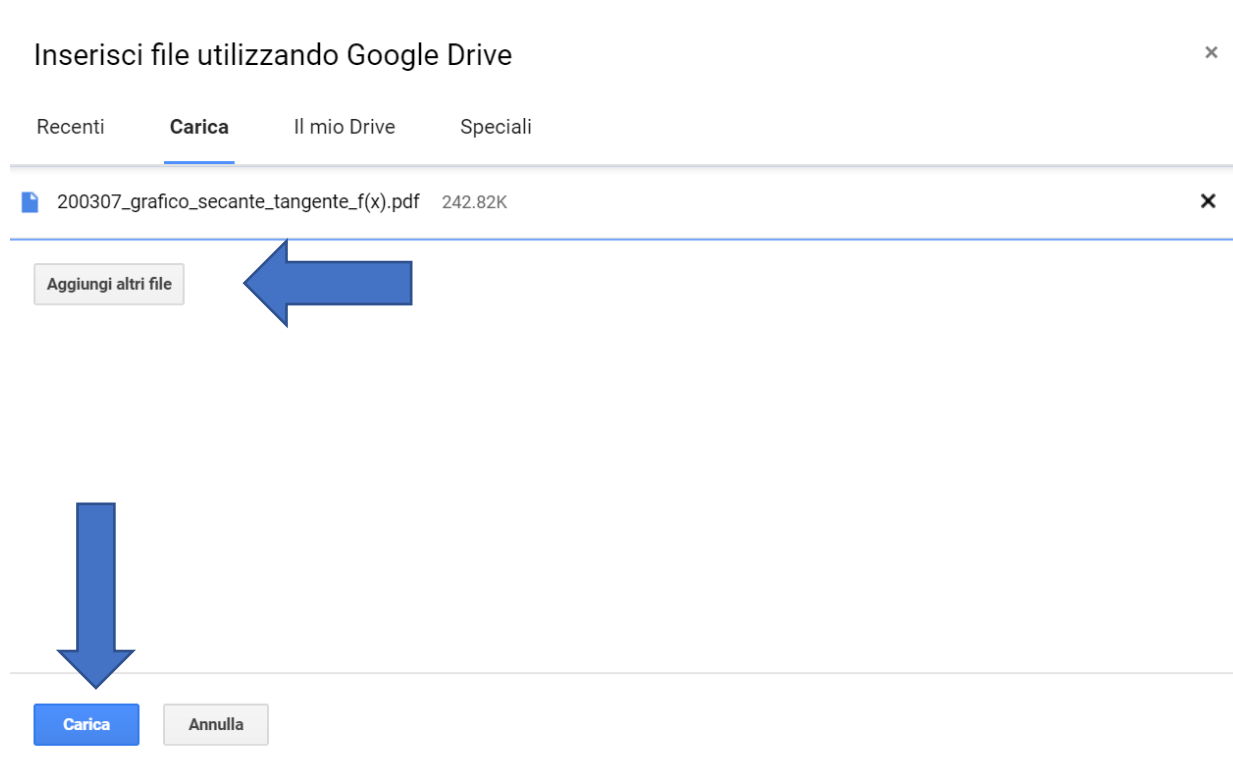 Inserisci file utilizzando Google Drive ×
Recenti Carica Il mio Drive Speciali
200307_grafico_secante_tangente_f(x).pdf 242.82K ×
Aggiungi altri file
Carica Annulla